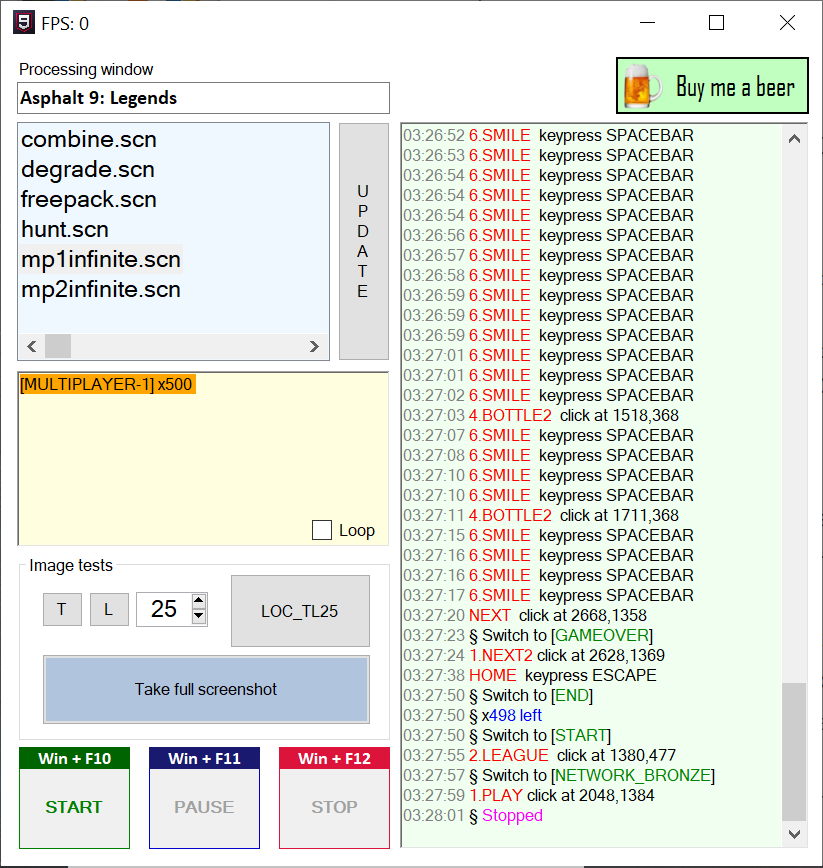 FPS: 0
Processing window
Asphalt 9: Legends
Buy me a beer
combine.scn
degrade.scn
freepack.scn
hunt.scn
mp1infinite.scn
mp2infinite.scn
U
P
D
A
T
E
[MULTIPLAYER-1] x500
Loop
Image tests
T
L
25
LOC_TL25
Take full screenshot
Win + F10
START
Win + F11
PAUSE
Win + F12
STOP
03:26:52 6.SMILE keypress SPACEBAR
03:26:53 6.SMILE keypress SPACEBAR
03:26:54 6.SMILE keypress SPACEBAR
03:26:54 6.SMILE keypress SPACEBAR
03:26:54 6.SMILE keypress SPACEBAR
03:26:56 6.SMILE keypress SPACEBAR
03:26:57 6.SMILE keypress SPACEBAR
03:26:58 6.SMILE keypress SPACEBAR
03:26:59 6.SMILE keypress SPACEBAR
03:26:59 6.SMILE keypress SPACEBAR
03:26:59 6.SMILE keypress SPACEBAR
03:27:01 6.SMILE keypress SPACEBAR
03:27:01 6.SMILE keypress SPACEBAR
03:27:02 6.SMILE keypress SPACEBAR
03:27:03 4.BOTTLE2 click at 1518,368
03:27:07 6.SMILE keypress SPACEBAR
03:27:08 6.SMILE keypress SPACEBAR
03:27:10 6.SMILE keypress SPACEBAR
03:27:10 6.SMILE keypress SPACEBAR
03:27:11 4.BOTTLE2 click at 1711,368
03:27:15 6.SMILE keypress SPACEBAR
03:27:16 6.SMILE keypress SPACEBAR
03:27:16 6.SMILE keypress SPACEBAR
03:27:17 6.SMILE keypress SPACEBAR
03:27:20 NEXT click at 2668,1358
03:27:23 § Switch to [GAMEOVER]
03:27:24 1.NEXT2 click at 2628,1369
03:27:38 HOME keypress ESCAPE
03:27:50 § Switch to [END]
03:27:50 § x498 left
03:27:50 § Switch to [START]
03:27:55 2.LEAGUE click at 1380,477
03:27:57 § Switch to [NETWORK_BRONZE]
03:27:59 1.PLAY click at 2048,1384
03:28:01 § Stopped